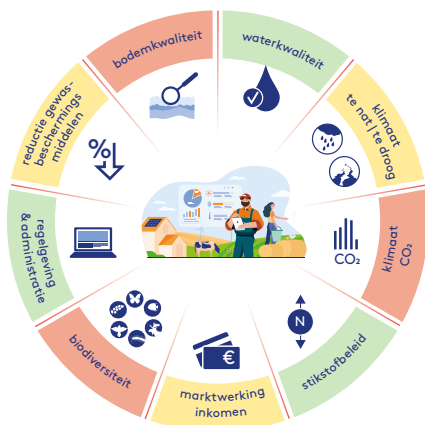 bodemkwaliteit
waterkwaliteit
klimaat
te nat | te droog
klimaat
CO₂
stikstofbeleid
marktwerking
inkomen
biodiversiteit
regelgeving
& administratie
reductie gewas-
beschermings
middelen
%
CO₂
N
€